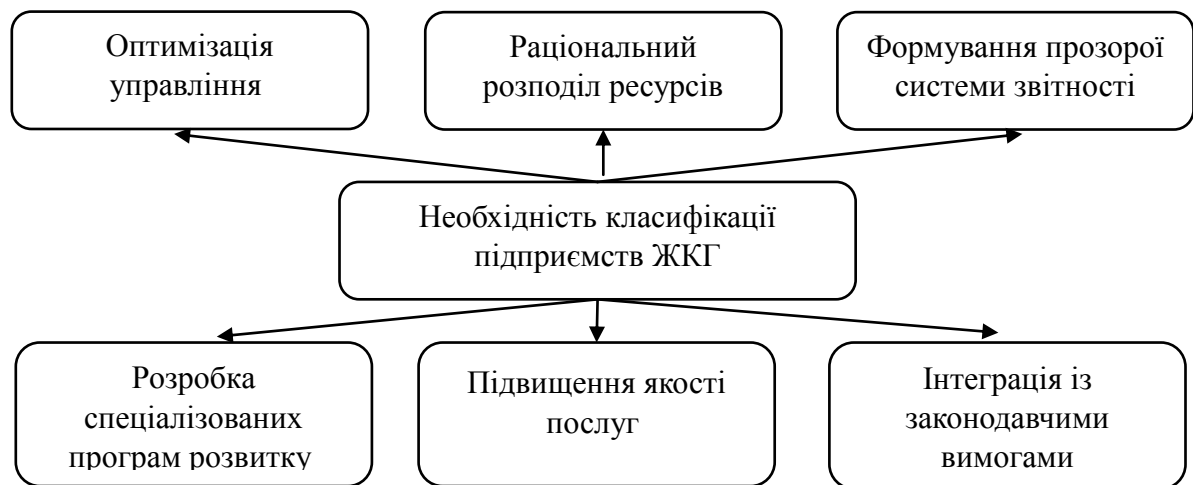 Оптимізація
управління
Раціональний
розподіл ресурсів
Формування прозорої
системи звітності
Необхідність класифікації
підприємств ЖКГ
Розробка
спеціалізованих
програм розвитку
Підвищення якості
послуг
Інтеграція із
законодавчими
вимогами